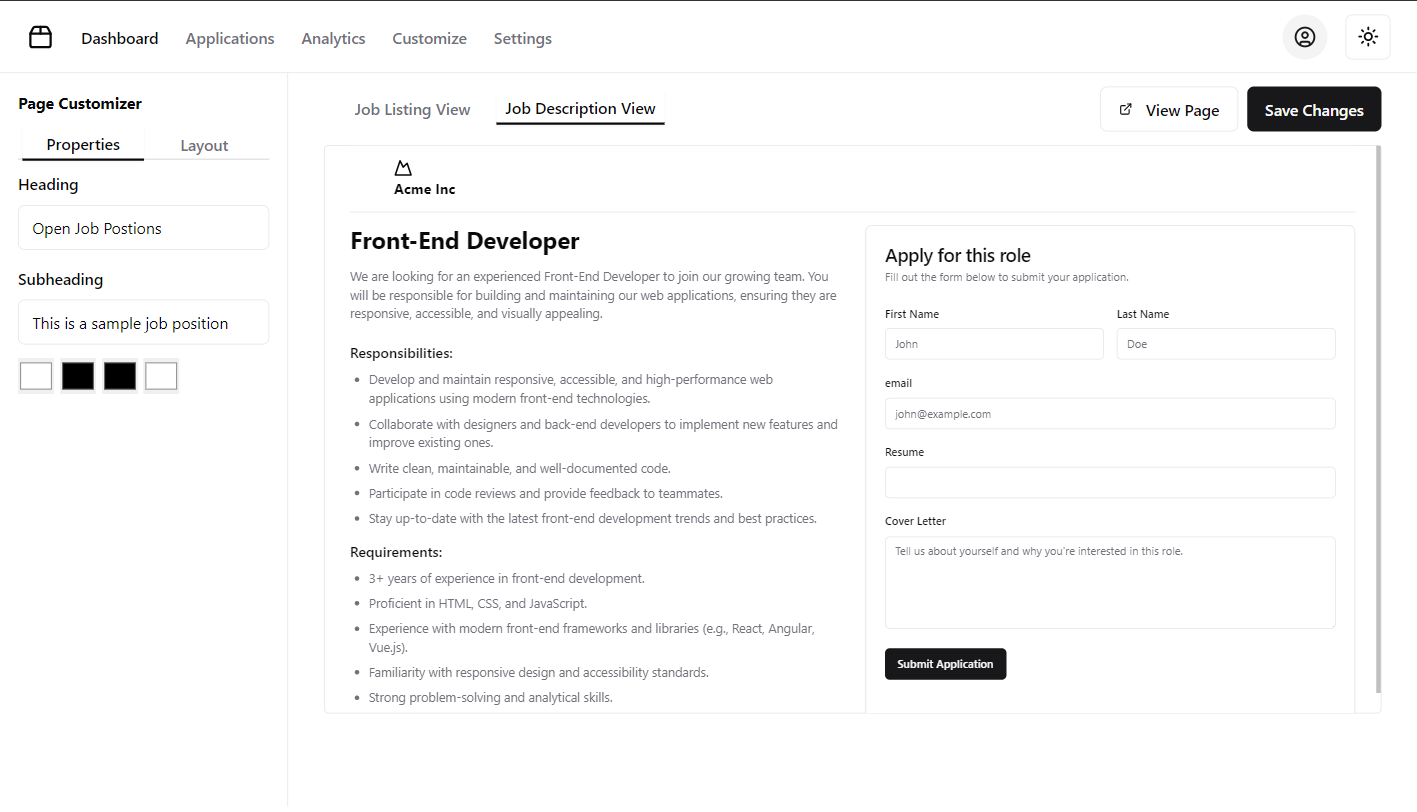 Dashboard Applications Analytics Customize Settings
Page Customizer
Properties Layout
Heading
Open Job Postions
Subheading
This is a sample job position
Job Listing View Job Description View
View Page Save Changes
Acme Inc
Front-End Developer
We are looking for an experienced Front-End Developer to join our growing team. You
will be responsible for building and maintaining our web applications, ensuring they are
responsive, accessible, and visually appealing.
Responsibilities:
• Develop and maintain responsive, accessible, and high-performance web
applications using modern front-end technologies.
• Collaborate with designers and back-end developers to implement new features and
improve existing ones.
• Write clean, maintainable, and well-documented code.
• Participate in code reviews and provide feedback to teammates.
• Stay up-to-date with the latest front-end development trends and best practices.
Requirements:
• 3+ years of experience in front-end development.
• Proficient in HTML, CSS, and JavaScript.
• Experience with modern front-end frameworks and libraries (e.g., React, Angular,
Vue.js).
• Familiarity with responsive design and accessibility standards.
• Strong problem-solving and analytical skills.
Apply for this role
Fill out the form below to submit your application.
First Name Last Name
John Doe
email
john@example.com
Resume
Cover Letter
Tell us about yourself and why you're interested in this role.
Submit Application